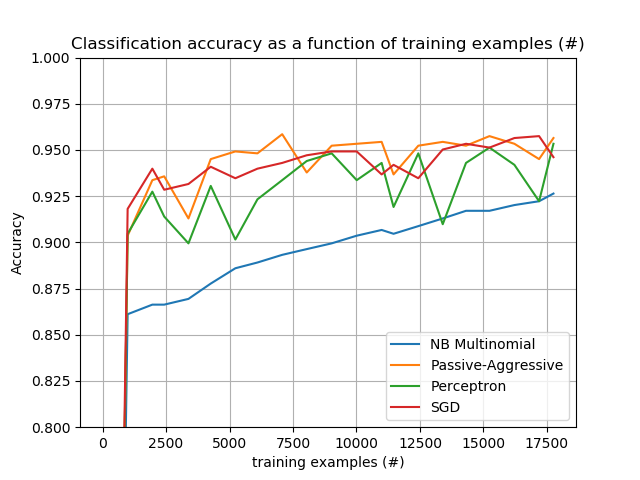 Classification accuracy as a function of training examples (#)
1.000
0.975
0.950
0.925
0.900
0.875
0.850
0.825
0.800
Accuracy
NB Multinomial
Passive-Aggressive
Perceptron
SGD
0 2500 5000 7500 10000 12500 15000 17500
training examples (#)